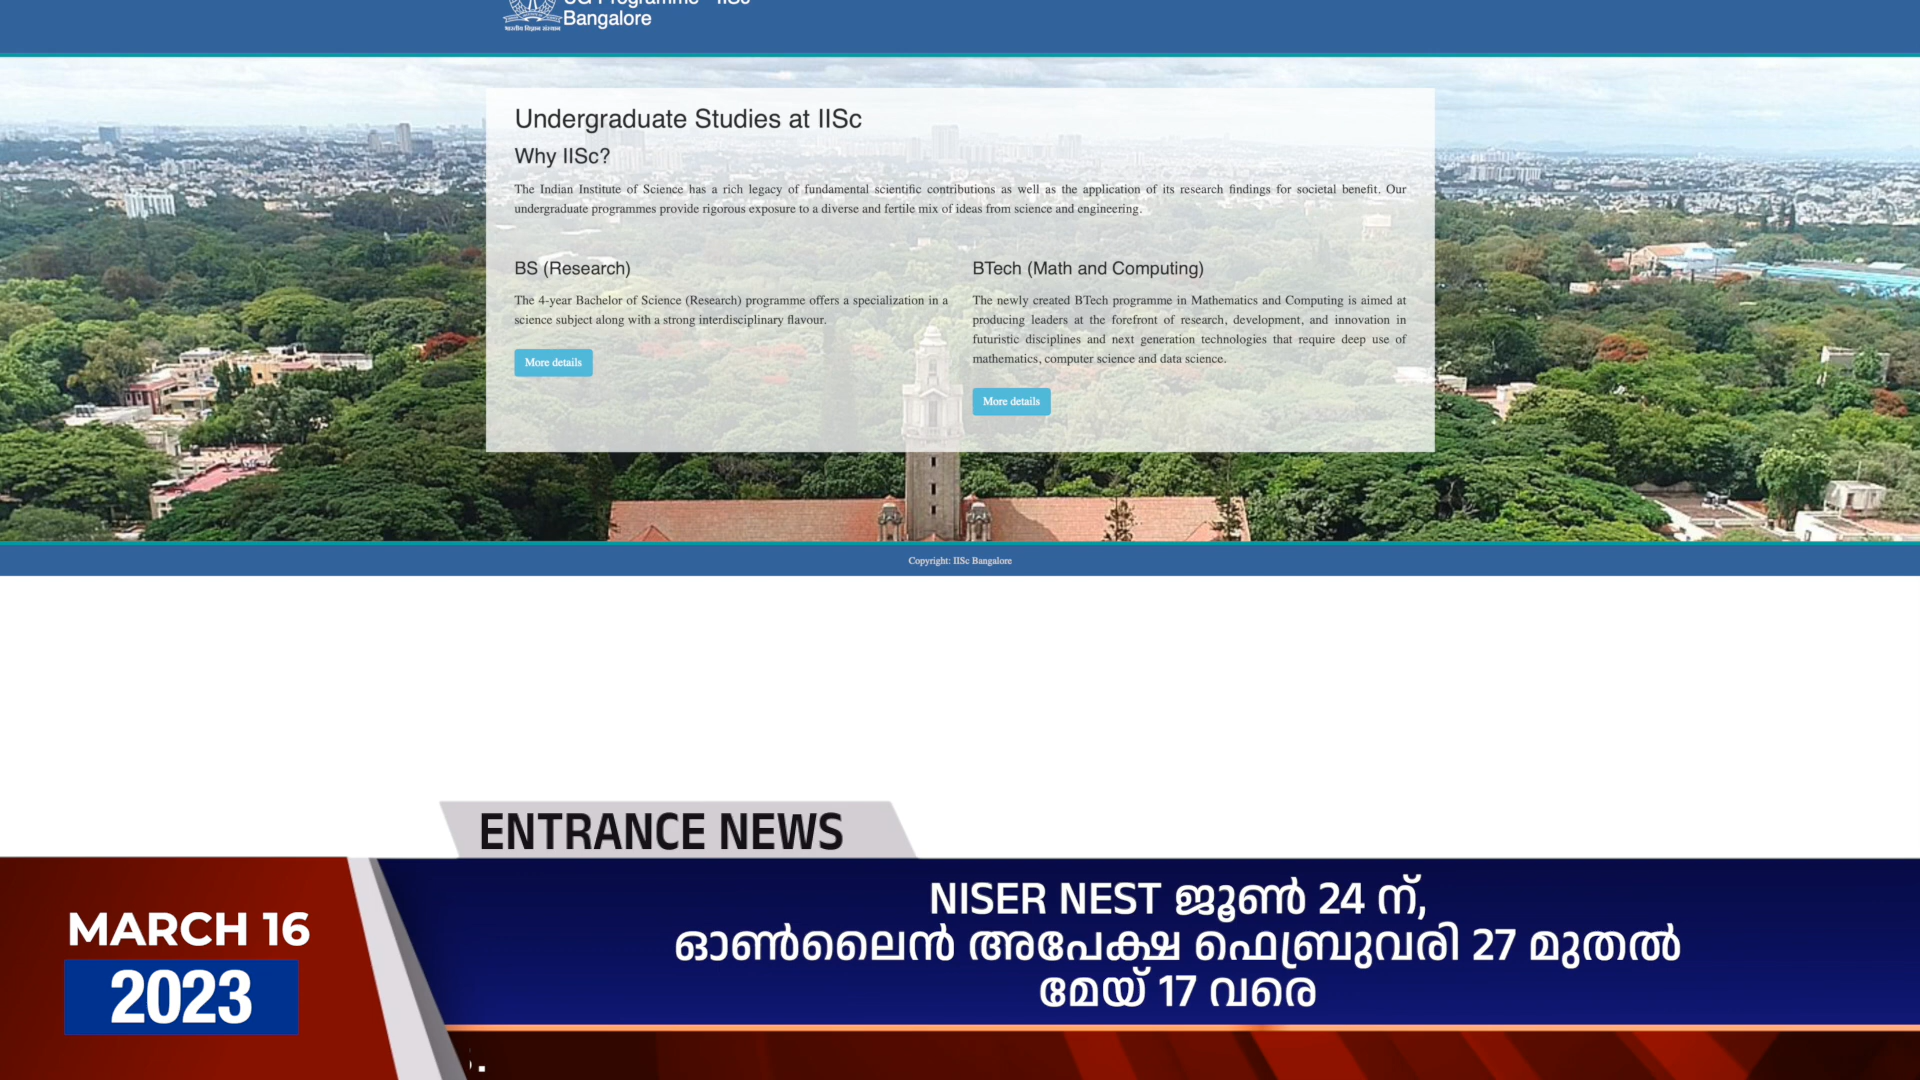 UG Programme - IISc
Bangalore
भारतीय विज्ञान संस्थान
Undergraduate Studies at IISc
Why IISc?
The Indian Institute of Science has a rich legacy of fundamental scientific contributions as well as the application of its research findings for societal benefit. Our
undergraduate programmes provide rigorous exposure to a diverse and fertile mix of ideas from science and engineering.
BS (Research)
The 4-year Bachelor of Science (Research) programme offers a specialization in a
science subject along with a strong interdisciplinary flavour.
More details
BTech (Math and Computing)
The newly created BTech programme in Mathematics and Computing is aimed at
producing leaders at the forefront of research, development, and innovation in
futuristic disciplines and next generation technologies that require deep use of
mathematics, computer science and data science.
More details
Copyright: IISc Bangalore
ENTRANCE NEWS
MARCH 16
2023
NISER NEST ജൂൺ 24 ന്,
ഓൺലൈൻ അപേക്ഷ ഫെബ്രുവരി 27 മുതൽ
മേയ് 17 വരെ